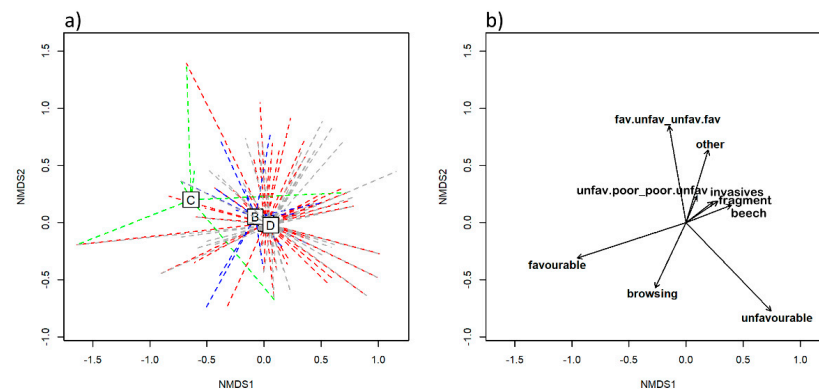 a)
1.5
1.0
0.5
0.0
-0.5
-1.0
NMDS2
C
B
D
-1.5 -1.0 -0.5 0.0 0.5 1.0
NMDS1
b)
1.5
1.0
0.5
0.0
-0.5
-1.0
NMDS2
fav.unfav_unfav.fav
other
unfav.poor_poor.unfav
invasives
fragment
beech
favourable
browsing
unfavourable
-1.5 -1.0 -0.5 0.0 0.5 1.0
NMDS1